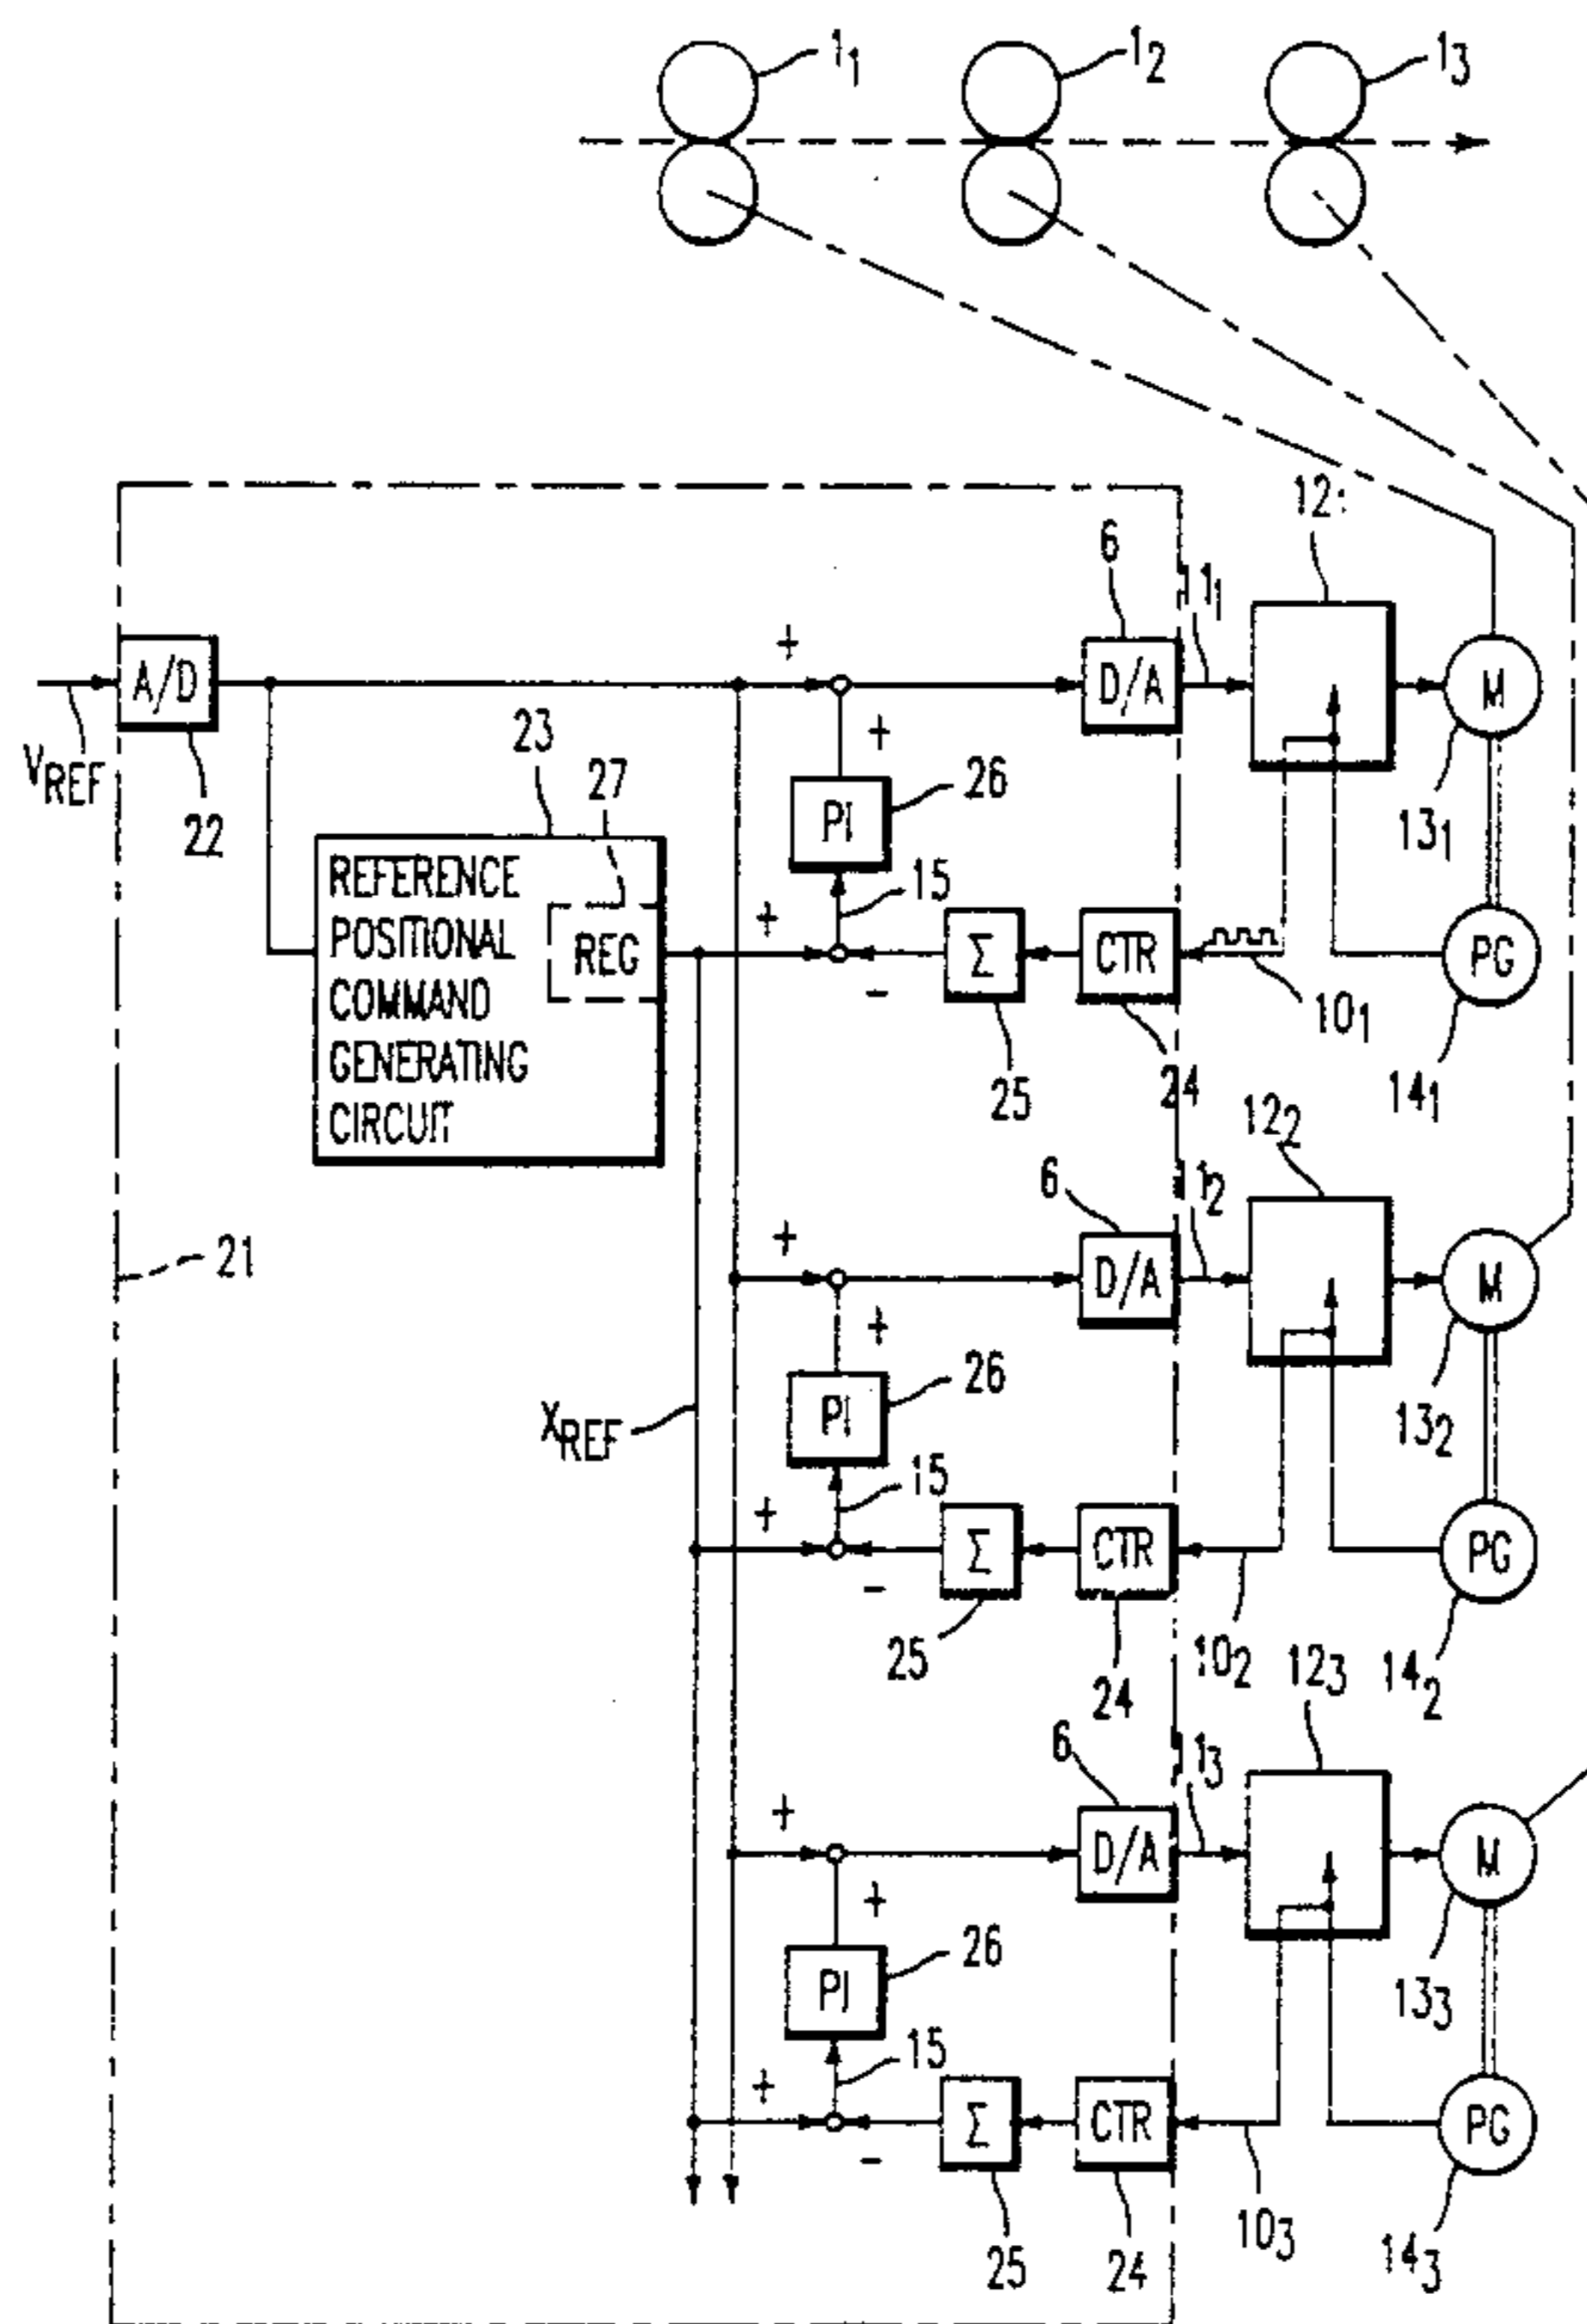 1₁ 1₂ 1₃
12₁
6 11₁
+
A/D D/A M
V_REF 23 +
22 27 26 13₁
PI
REFERENCE
POSITIONAL
COMMAND
GENERATING
CIRCUIT
REG
15
+
Σ CTR PG
−
10₁
25 24 14₁
12₂
6 11₂
21 +
D/A M
+
26
PI 13₂
X_REF
15
+
Σ CTR PG
−
25 24 10₂ 14₂
12₃
6 11₃
+
D/A M
+
26
PI 13₃
15
+
Σ CTR PG
−
25 24 10₃ 14₃